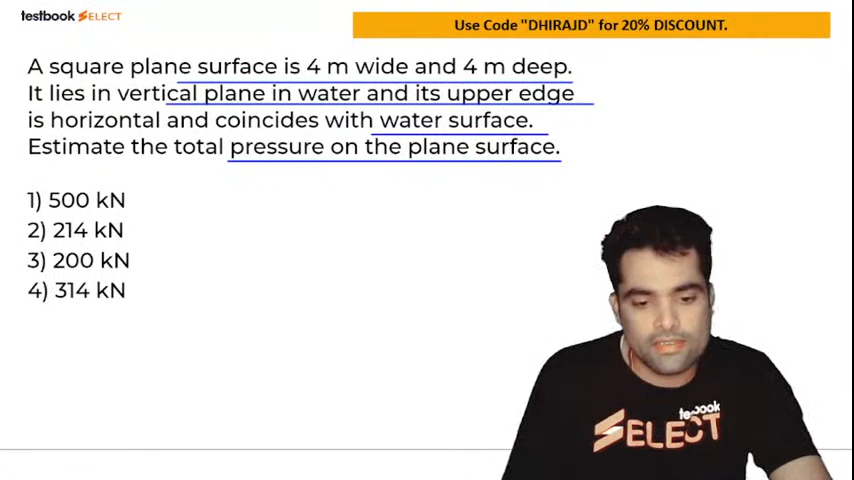 testbook SELECT
Use Code "DHIRAJD" for 20% DISCOUNT.
A square plane surface is 4 m wide and 4 m deep.
It lies in vertical plane in water and its upper edge
is horizontal and coincides with water surface.
Estimate the total pressure on the plane surface.
1) 500 kN
2) 214 kN
3) 200 kN
4) 314 kN
testbook
SELECT